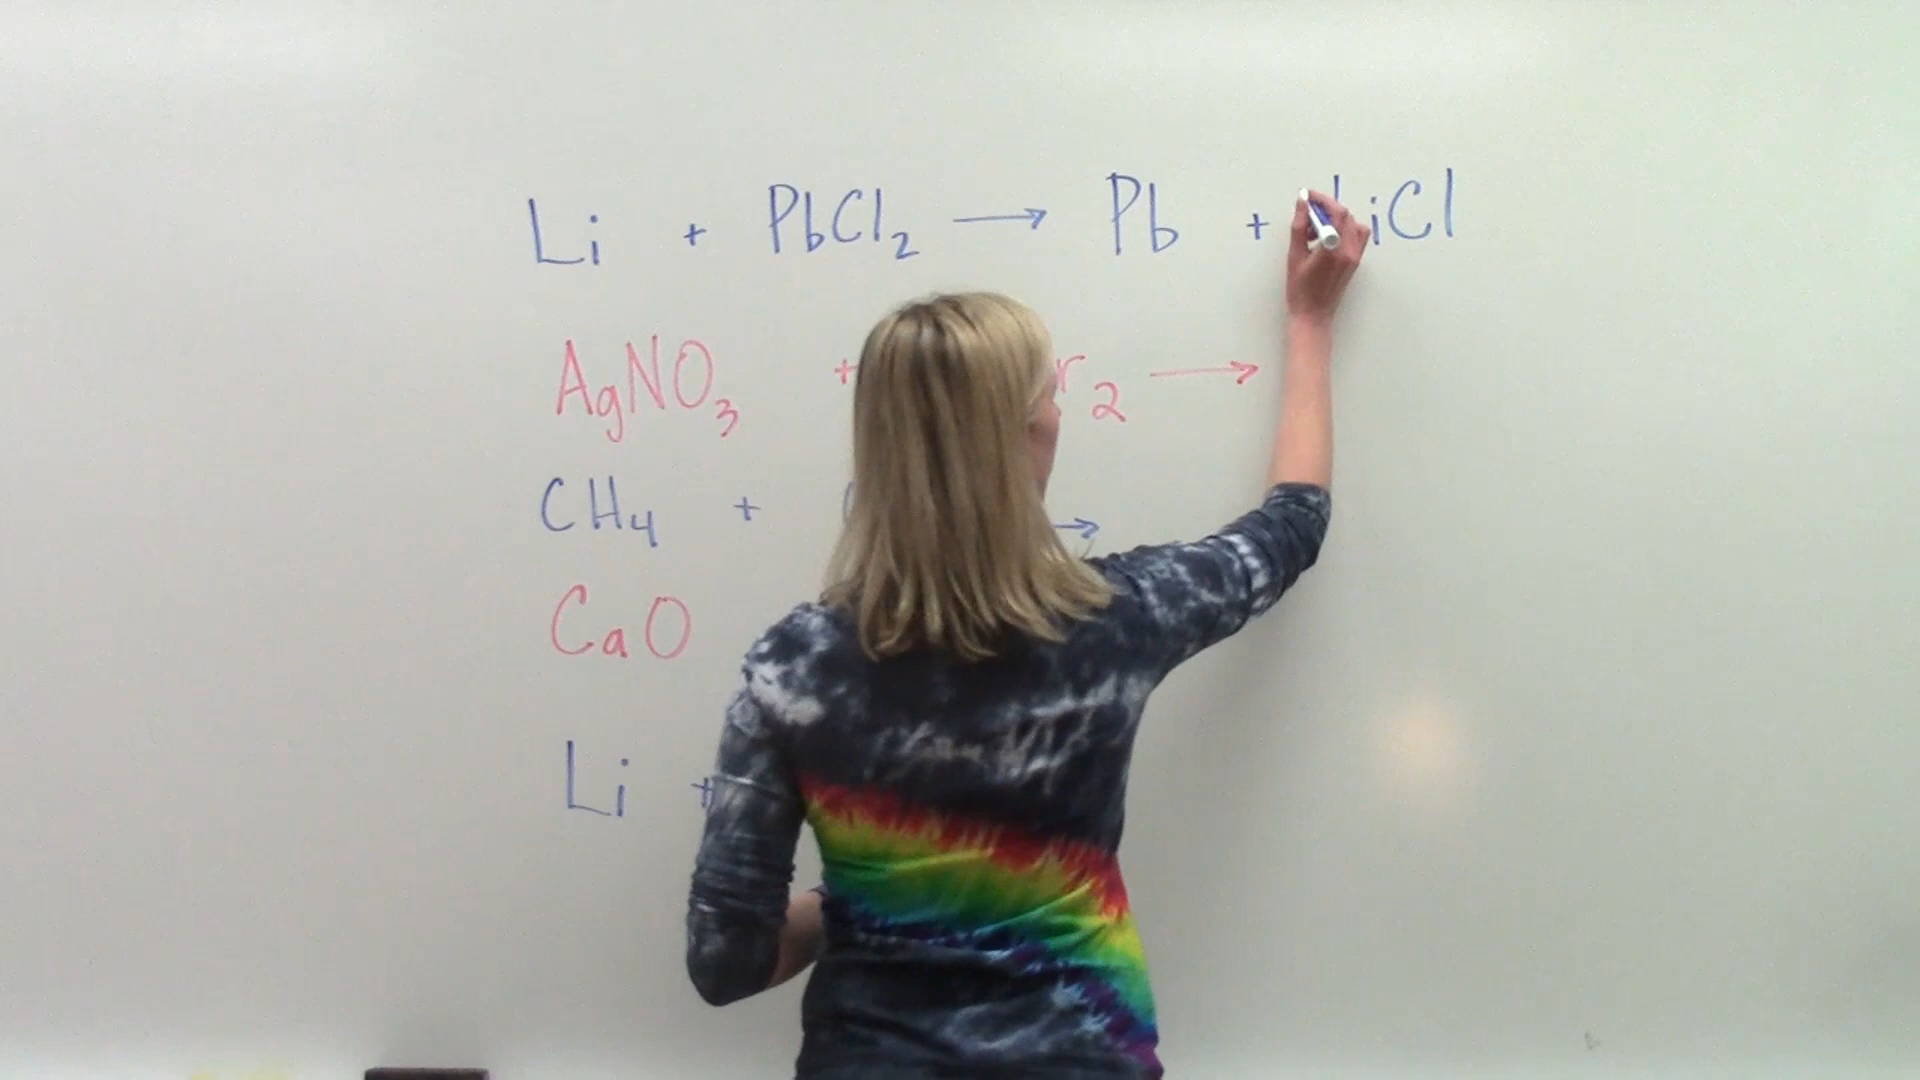 Li + PbCl₂ → Pb + LiCl
AgNO₃ + r₂ →
CH₄ + →
CaO
Li +